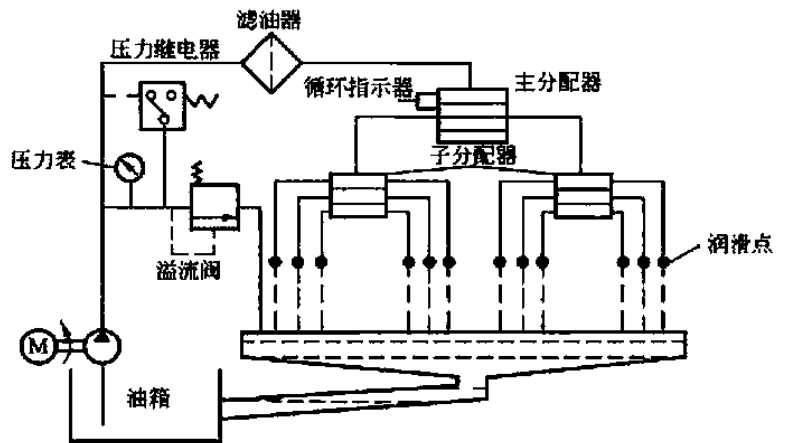 滤油器
压力继电器
循环指示器
主分配器
压力表
子分配器
溢流阀
润滑点
M
油箱